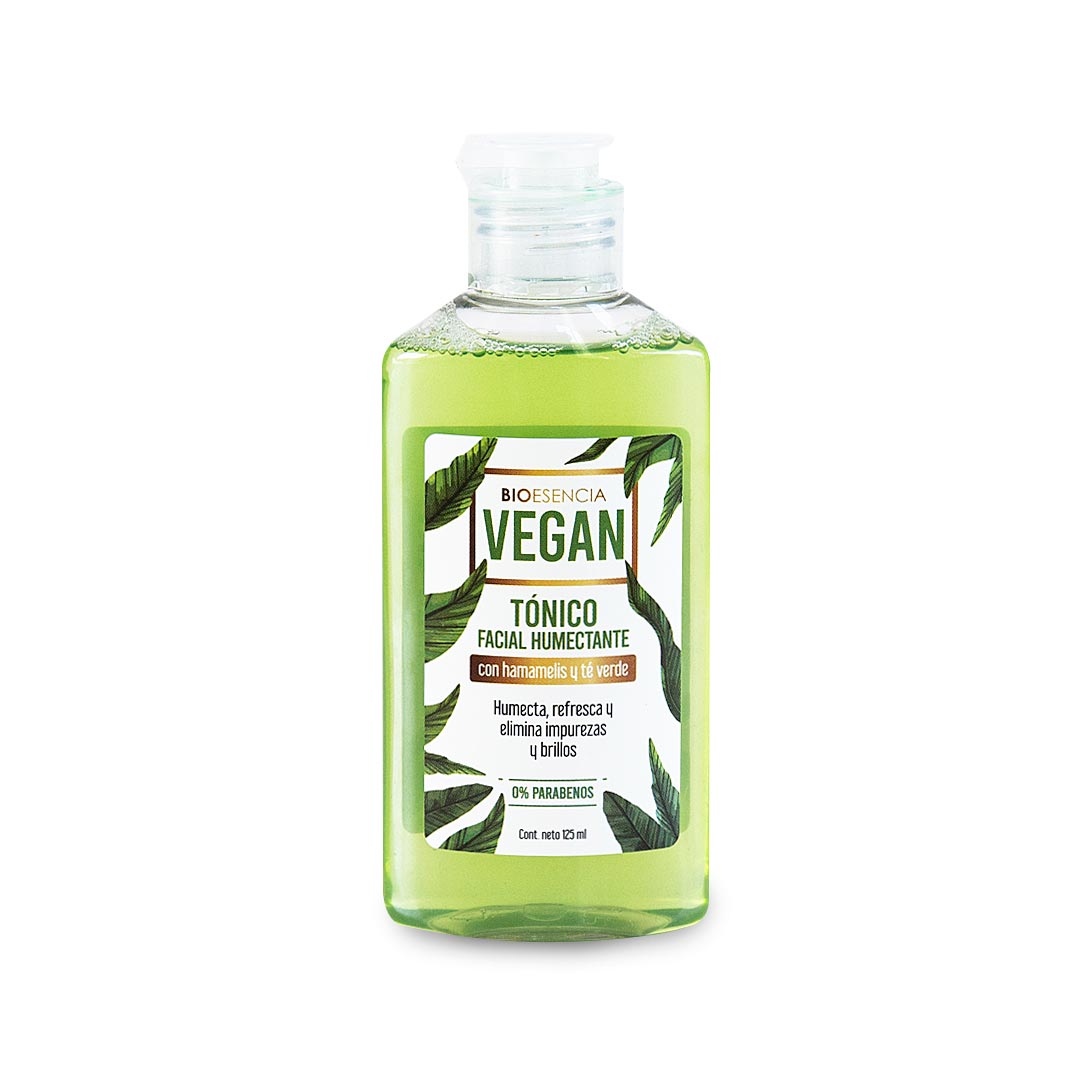 BIOESENCIA
VEGAN
TÓNICO
FACIAL HUMECTANTE
con hamamelis y té verde
Humecta, refresca y
elimina impurezas
y brillos
0% PARABENOS
Cont. neto 125 ml